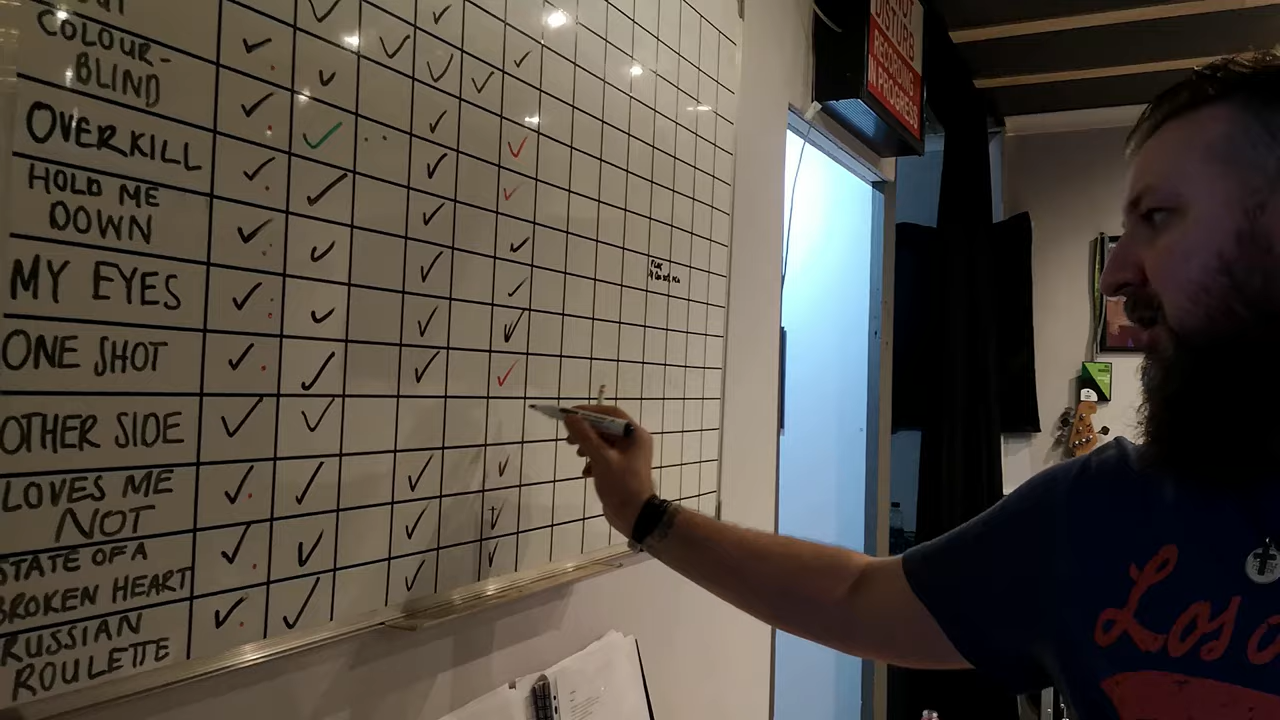 COLOUR-
BLIND
OVERKILL
HOLD ME
DOWN
MY EYES
ONE SHOT
OTHER SIDE
LOVES ME
NOT
STATE OF A
BROKEN HEART
RUSSIAN
ROULETTE
DISTURB
RECORDING
IN PROGRESS
Los